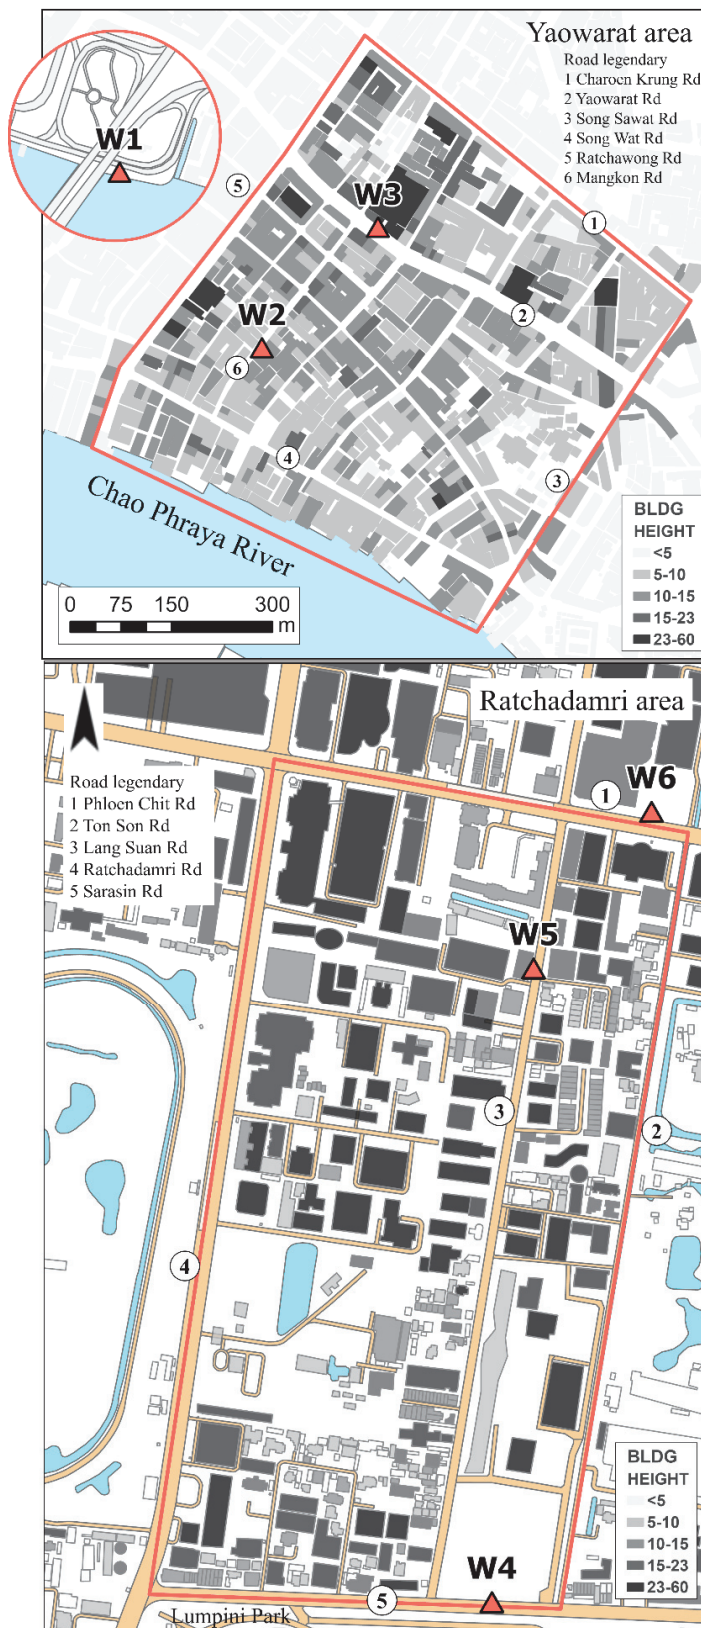 Yaowarat area
Road legendary
1 Charoen Krung Rd
2 Yaowarat Rd
3 Song Sawat Rd
4 Song Wat Rd
5 Ratchawong Rd
6 Mangkon Rd
W1
5
W3
1
2
W2
6
4
3
Chao Phraya River
BLDG
HEIGHT
<5
5-10
10-15
15-23
23-60
0 75 150 300
m
Ratchadamri area
Road legendary
1 Phloen Chit Rd
2 Ton Son Rd
3 Lang Suan Rd
4 Ratchadamri Rd
5 Sarasin Rd
W6
1
W5
3
2
4
BLDG
HEIGHT
<5
5-10
10-15
15-23
23-60
W4
5
Lumpini Park